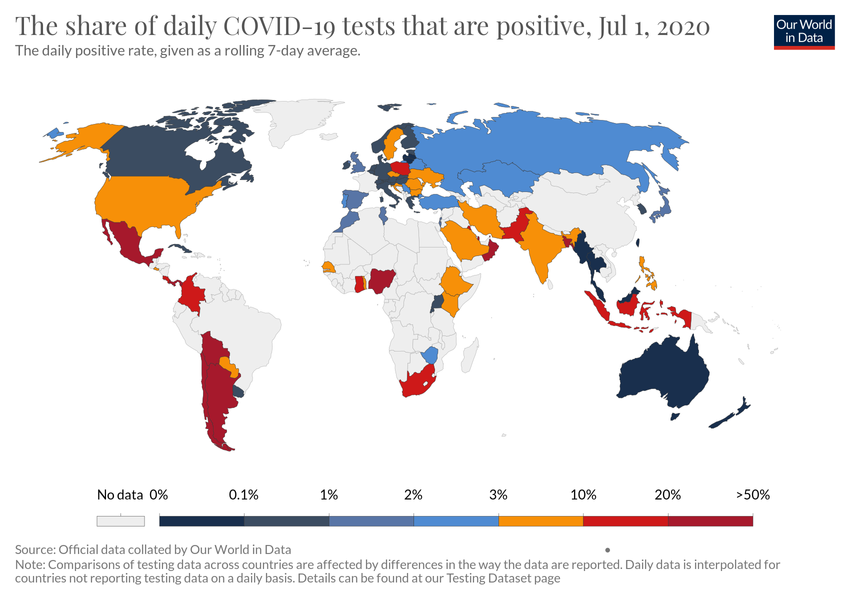 The share of daily COVID-19 tests that are positive, Jul 1, 2020
The daily positive rate, given as a rolling 7-day average.
Our World
in Data
No data 0% 0.1% 1% 2% 3% 10% 20% >50%
Source: Official data collated by Our World in Data
Note: Comparisons of testing data across countries are affected by differences in the way the data are reported. Daily data is interpolated for
countries not reporting testing data on a daily basis. Details can be found at our Testing Dataset page